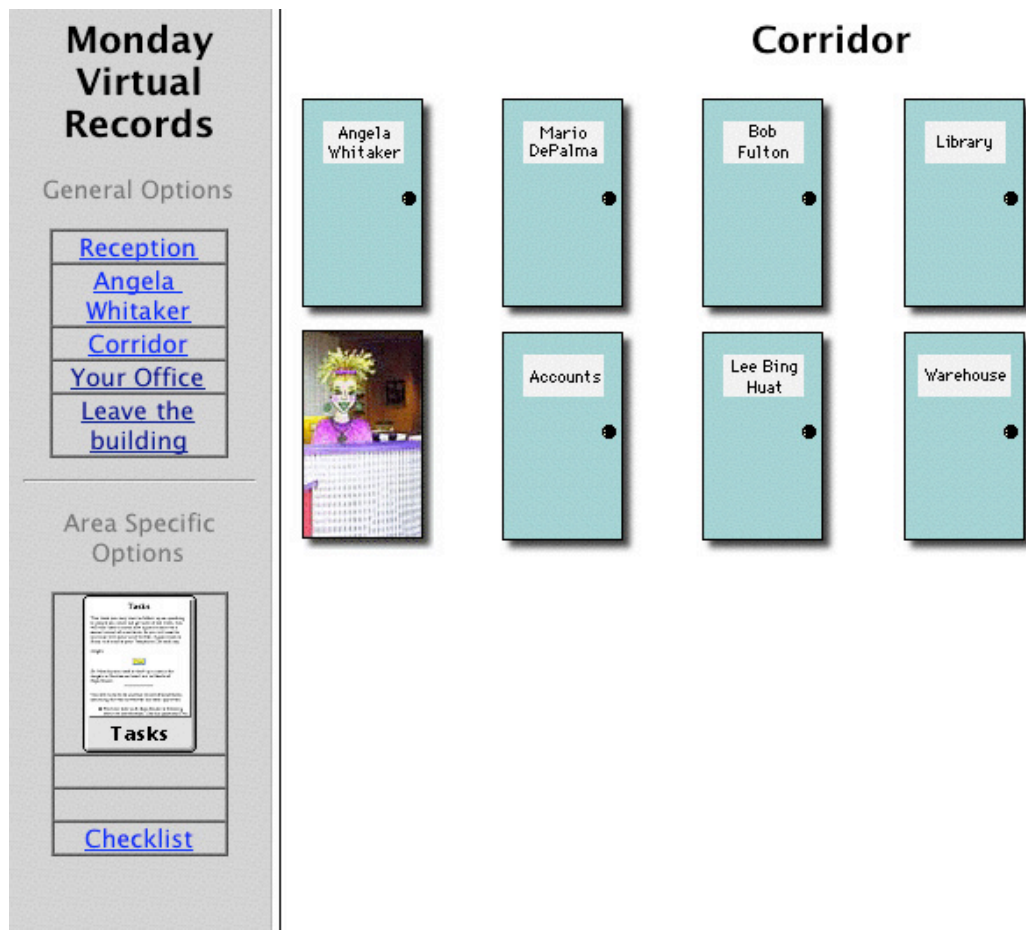 Monday
Virtual
Records
General Options
Reception
Angela
Whitaker
Corridor
Your Office
Leave the
building
Area Specific
Options
Tasks
Tasks
Checklist
Corridor
Angela
Whitaker
Mario
DePalma
Bob
Fulton
Library
Accounts
Lee Bing
Huat
Warehouse